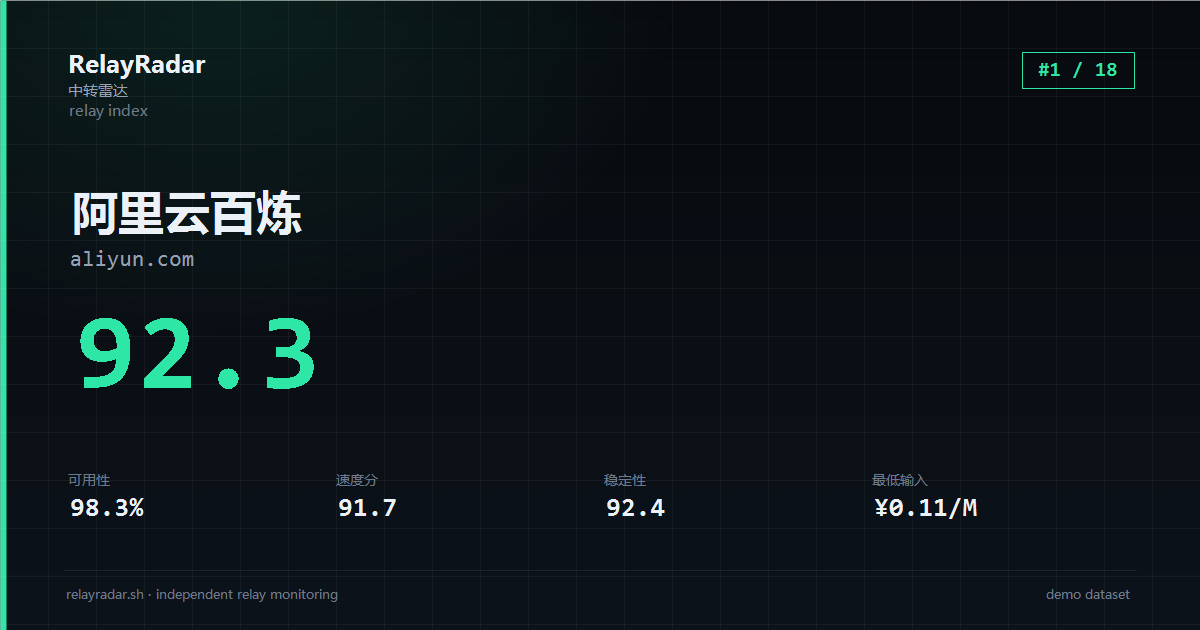 RelayRadar
#1 / 18
中转雷达
relay index
阿里云百炼
aliyun.com
92.3
可用性
98.3%
速度分
91.7
稳定性
92.4
最低输入
¥0.11/M
relayradar.sh · independent relay monitoring
demo dataset